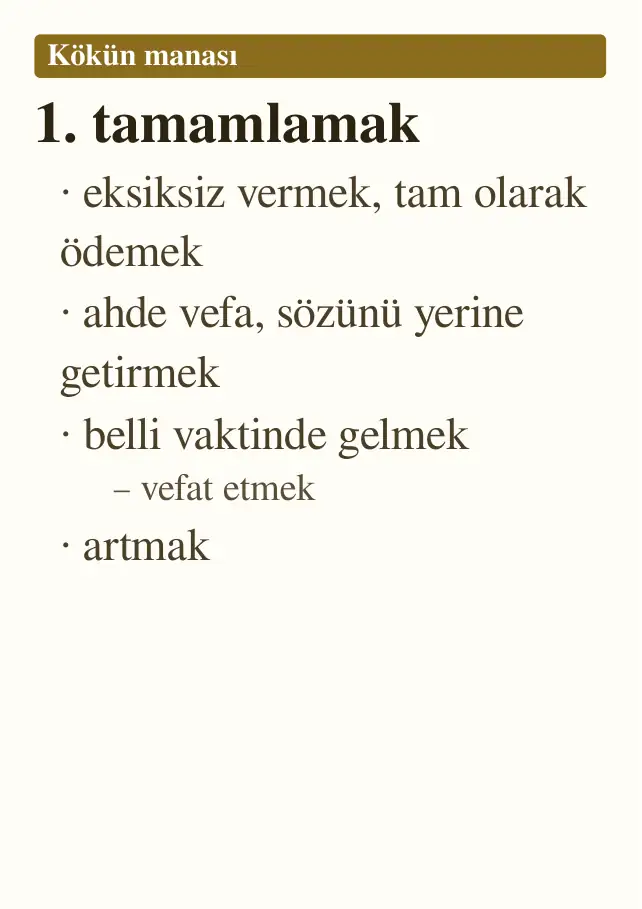 Kökün manası
1. tamamlamak
· eksiksiz vermek, tam olarak
ödemek
· ahde vefa, sözünü yerine
getirmek
· belli vaktinde gelmek
– vefat etmek
· artmak